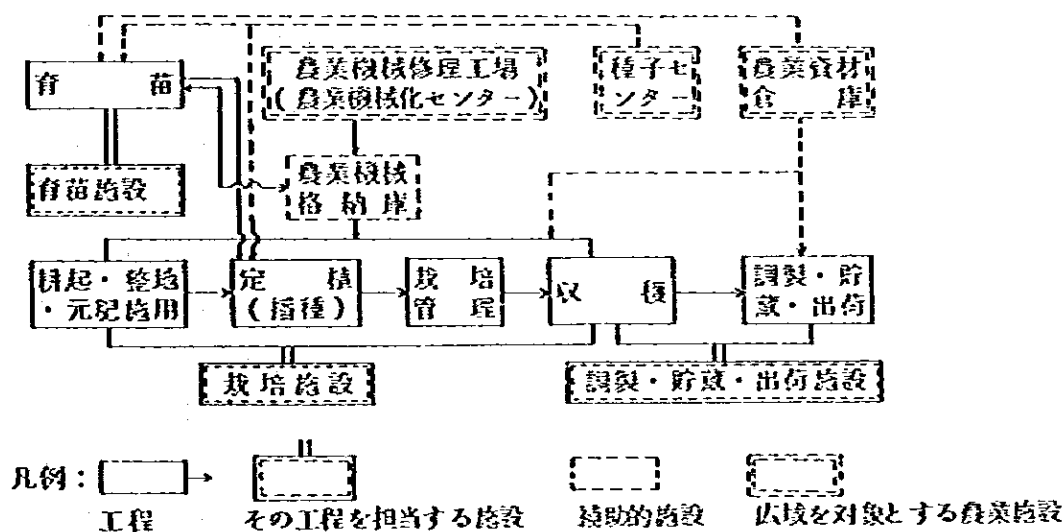 育苗
農業機械修理工場
(農業機械化センター)
種子セ
ンター
農業資材
倉庫
育苗施設
農業機械
格納庫
耕起・整地
・元肥施用
定植
(播種)
栽培
管理
収穫
調製・貯
蔵・出荷
栽培施設
調製・貯蔵・出荷施設
凡例:
工程
その工程を担当する施設
補助的施設
広域を対象とする農業施設